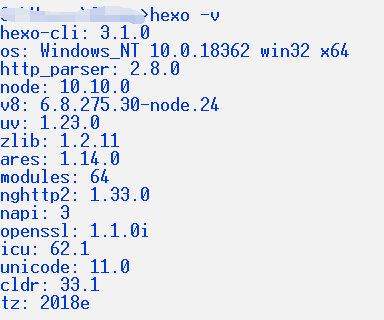 >hexo -v
hexo-cli: 3.1.0
os: Windows_NT 10.0.18362 win32 x64
http_parser: 2.8.0
node: 10.10.0
v8: 6.8.275.30-node.24
uv: 1.23.0
zlib: 1.2.11
ares: 1.14.0
modules: 64
nghttp2: 1.33.0
napi: 3
openssl: 1.1.0i
icu: 62.1
unicode: 11.0
cldr: 33.1
tz: 2018e